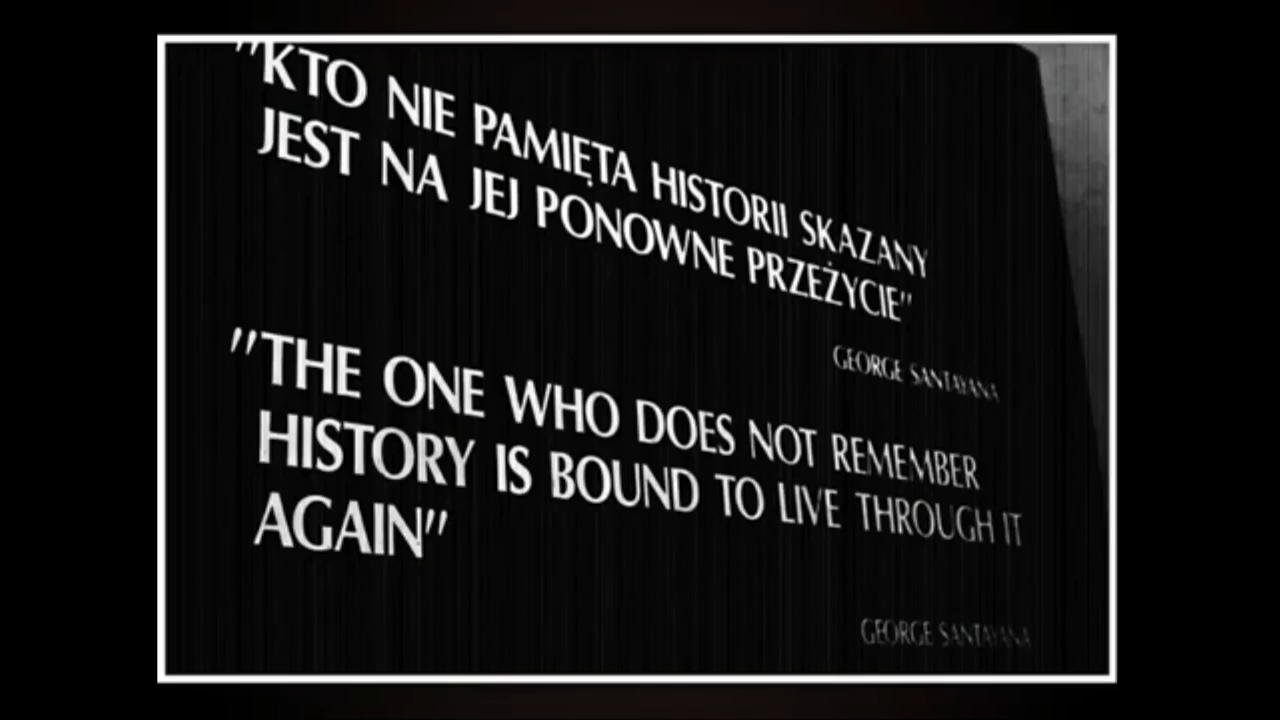 "KTO NIE PAMIĘTA HISTORII SKAZANY
JEST NA JEJ PONOWNE PRZEŻYCIE"
GEORGE SANTAYANA
"THE ONE WHO DOES NOT REMEMBER
HISTORY IS BOUND TO LIVE THROUGH IT
AGAIN"
GEORGE SANTAYANA